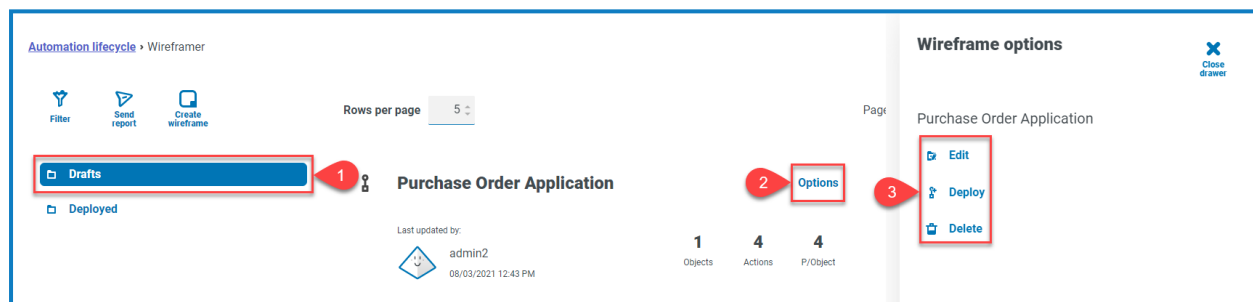 Automation lifecycle › Wireframer
Filter
Send
report
Create
wireframe
Rows per page 5
Page
Drafts
1
Deployed
Purchase Order Application
2
Options
Last updated by:
admin2
08/03/2021 12:43 PM
1
Objects
4
Actions
4
P/Object
Wireframe options
Close
drawer
Purchase Order Application
3
Edit
Deploy
Delete